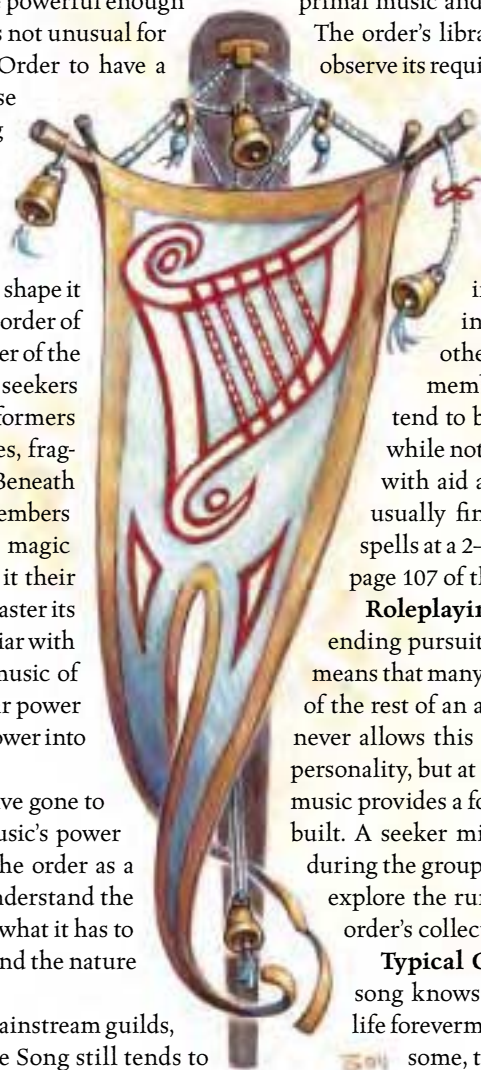 powerful enough
s not unusual for
Order to have a
se
g
shape it
order of
er of the
seekers
formers
es, frag-
Beneath
embers
magic
it their
aster its
iar with
music of
ir power
ower into
ve gone to
usic’s power
he order as a
nderstand the
what it has to
nd the nature
ainstream guilds,
e Song still tends to
primal music and
The order’s libra
observe its requi
i
in
othe
memb
tend to b
while not
with aid a
usually fin
spells at a 2–
page 107 of th
Roleplayin
ending pursuit
means that many
of the rest of an a
never allows this
personality, but at
music provides a fo
built. A seeker mi
during the group
explore the ru
order’s collec
Typical C
song knows
life foreverm
some, t